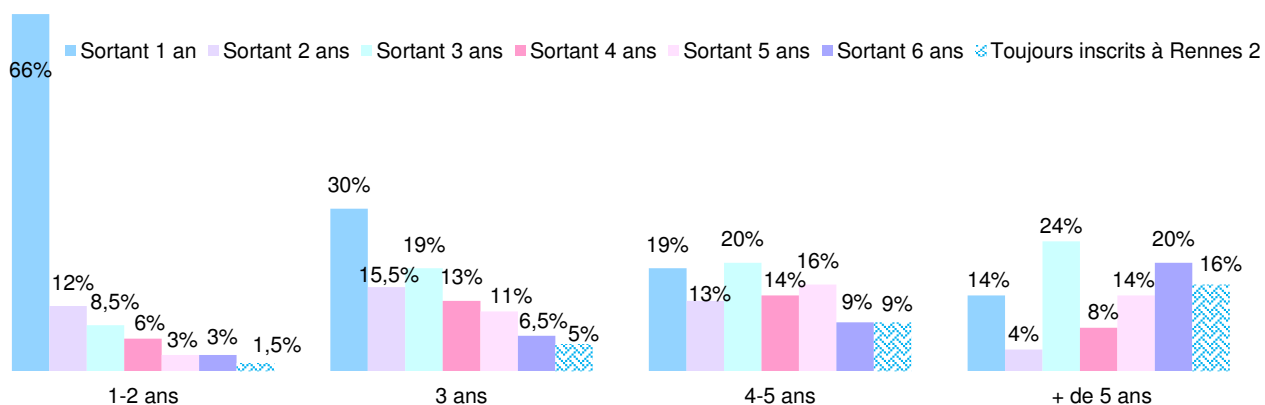 Sortant 1 an Sortant 2 ans Sortant 3 ans Sortant 4 ans Sortant 5 ans Sortant 6 ans Toujours inscrits à Rennes 2
66% 12% 8,5% 6% 3% 3% 1,5%
30% 15,5% 19% 13% 11% 6,5% 5%
19% 13% 20% 14% 16% 9% 9%
14% 4% 24% 8% 14% 20% 16%
1-2 ans 3 ans 4-5 ans + de 5 ans